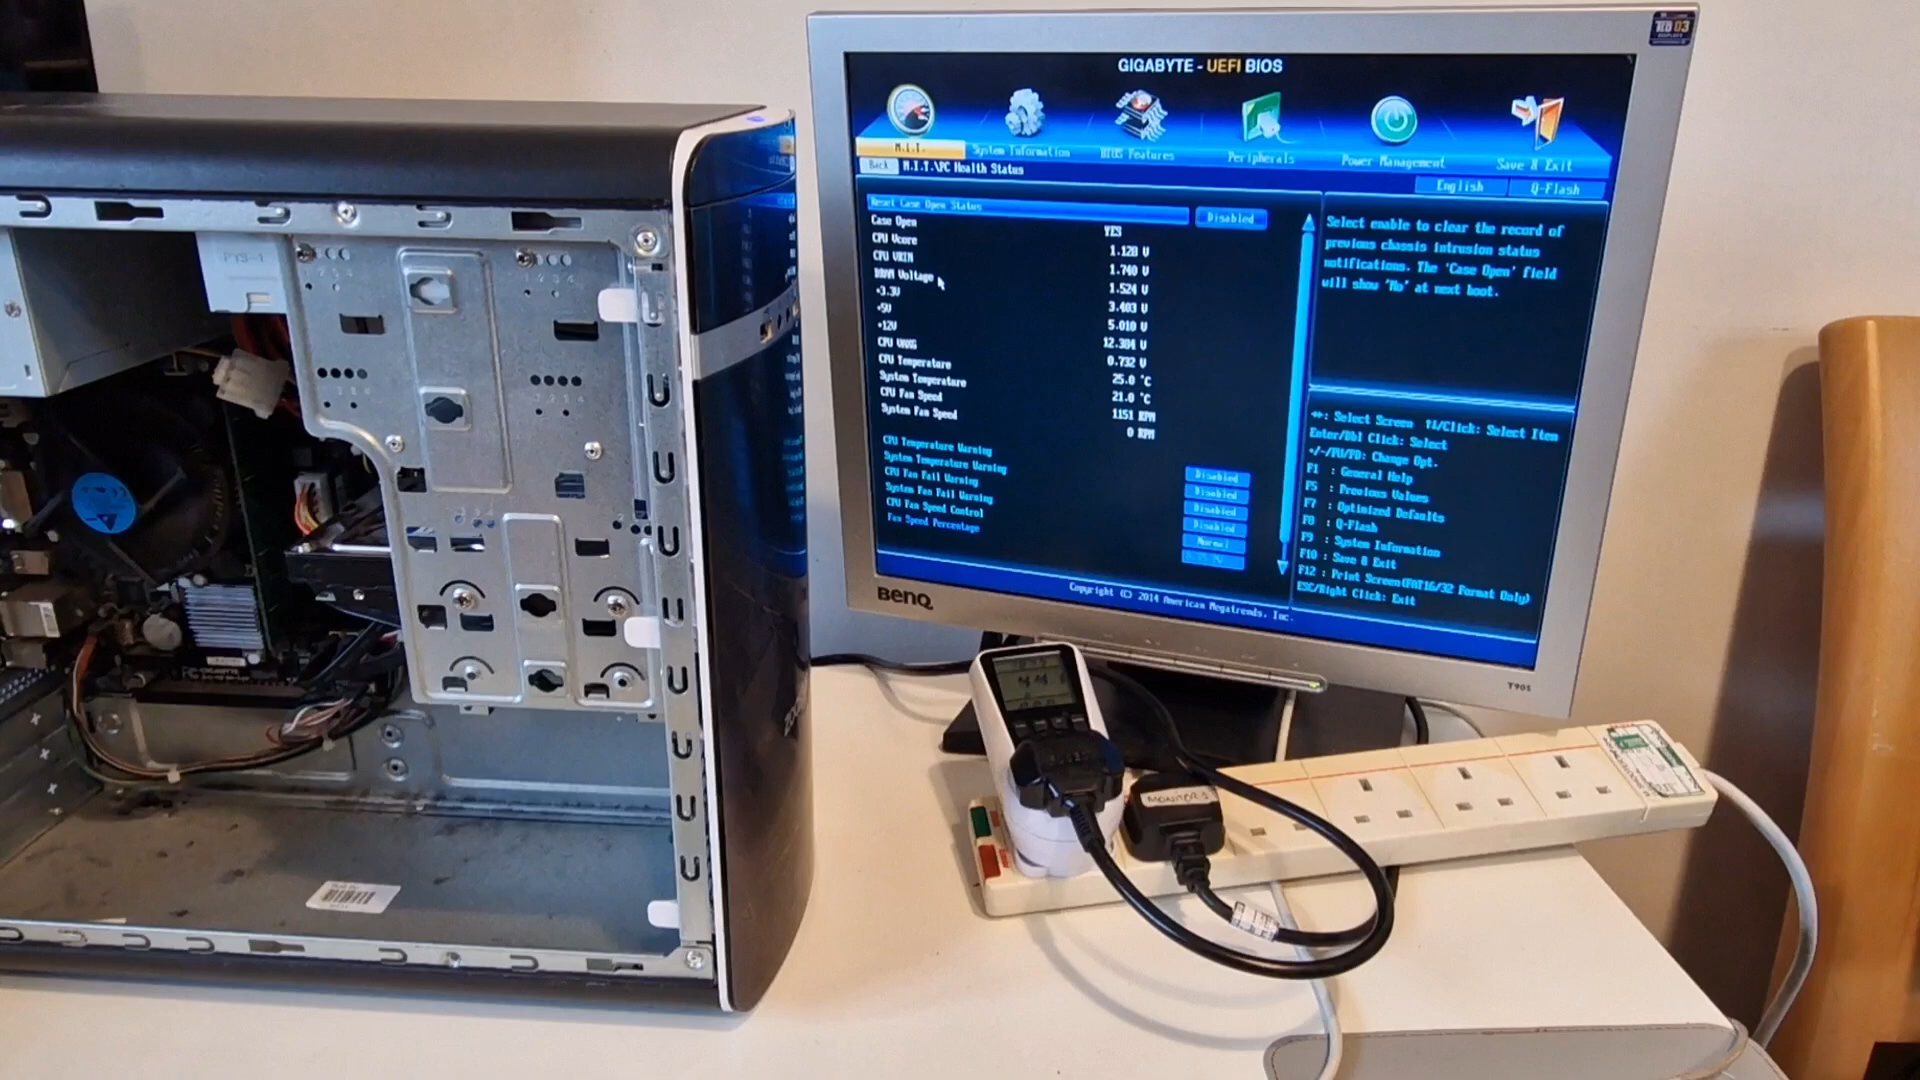 GIGABYTE - UEFI BIOS
M.I.T.
System Information
BIOS Features
Peripherals
Power Management
Save & Exit
Back
M.I.T.\PC Health Status
English
Q-Flash
Reset Case Open Status
Disabled
Case Open
YES
CPU Vcore
1.128 V
CPU VRIN
1.740 V
DRAM Voltage
1.524 V
+3.3V
3.403 V
+5V
5.010 V
+12V
12.384 V
CPU VAXG
0.732 V
CPU Temperature
25.0 °C
System Temperature
21.0 °C
CPU Fan Speed
1151 RPM
System Fan Speed
0 RPM
CPU Temperature Warning
Disabled
System Temperature Warning
Disabled
CPU Fan Fail Warning
Disabled
System Fan Fail Warning
Disabled
CPU Fan Speed Control
Normal
Fan Speed Percentage
Select enable to clear the record of
previous chassis intrusion status
notifications. The 'Case Open' field
will show 'No' at next boot.
: Select Screen ↑↓/Click: Select Item
Enter/Dbl Click: Select
+/-/PU/PD: Change Opt.
F1 : General Help
F5 : Previous Values
F7 : Optimized Defaults
F8 : Q-Flash
F9 : System Information
F10 : Save & Exit
F12 : Print Screen(FAT16/32 Format Only)
ESC/Right Click: Exit
Copyright (C) 2014 American Megatrends, Inc.
BenQ
T905
MONITOR